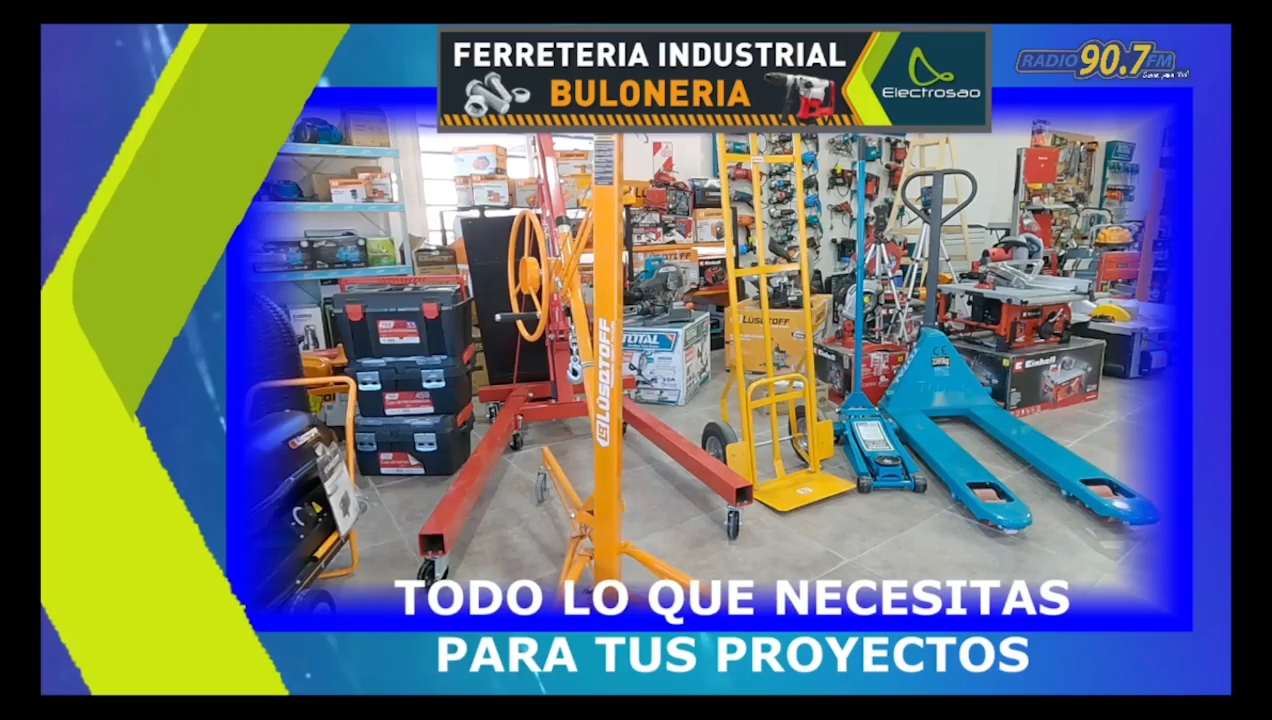 FERRETERIA INDUSTRIAL
BULONERIA
Electrosao
RADIO 90.7 FM
LÜSQTOFF
TOTAL
LÜSQTOFF
Einhell
TODO LO QUE NECESITAS
PARA TUS PROYECTOS